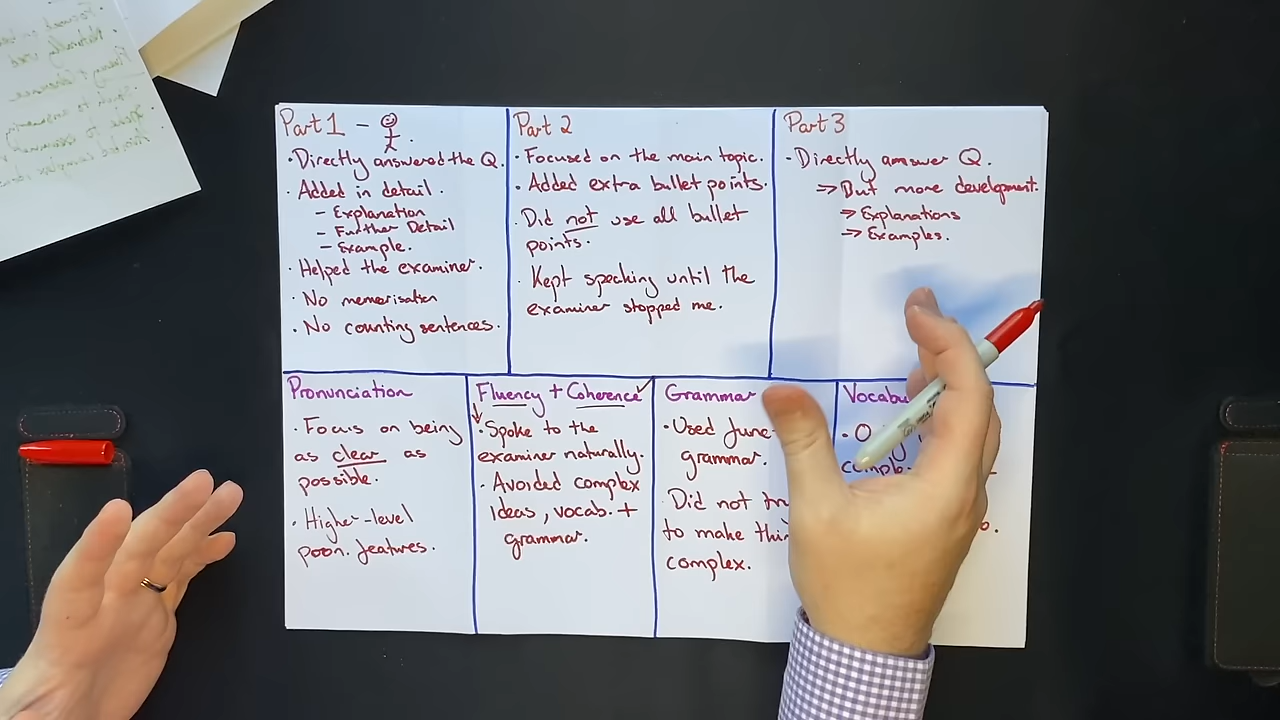 Part 1 -
• Directly answered the Q.
• Added in detail.
- Explanation
- Further Detail
- Example.
• Helped the examiner.
• No memorisation
• No counting sentences.
Part 2
• Focused on the main topic.
• Added extra bullet points.
• Did not use all bullet
points.
• Kept speaking until the
examiner stopped me.
Part 3
- Directly answer Q.
⇒ But more development.
→ Explanations
→ Examples.
Pronunciation
• Focus on being
as clear as
possible.
• Higher-level
pron. features.
Fluency + Coherence ✓
• Spoke to the
examiner naturally.
• Avoided complex
ideas, vocab. +
grammar.
Grammar
• Used func
grammar.
Did not
to make
complex.
Vocabu